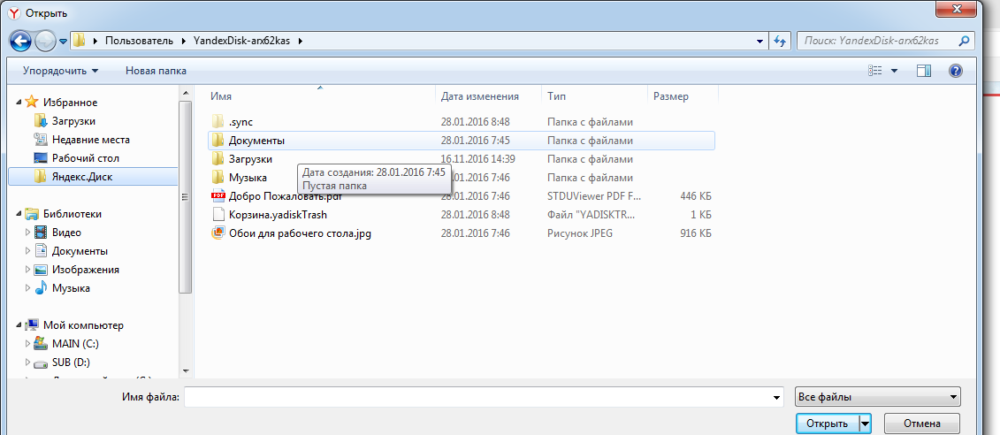 Открыть
Пользователь YandexDisk-arx62kas Поиск: YandexDisk-arx62kas
Упорядочить Новая папка
Имя Дата изменения Тип Размер
Избранное
Загрузки
Недавние места
Рабочий стол
Яндекс.Диск
Библиотеки
Видео
Документы
Изображения
Музыка
Мой компьютер
MAIN (C:)
SUB (D:)
.sync 28.01.2016 8:48 Папка с файлами
Документы 28.01.2016 7:45 Папка с файлами
Загрузки 16.11.2016 14:39 Папка с файлами
Музыка 28.01.2016 7:46 Папка с файлами
Дата создания: 28.01.2016 7:45
Пустая папка
Добро Пожаловать.pdf 28.01.2016 7:46 STDUViewer PDF F... 446 КБ
Корзина.yadiskTrash 28.01.2016 8:48 Файл "YADISKTR... 1 КБ
Обои для рабочего стола.jpg 28.01.2016 7:46 Рисунок JPEG 916 КБ
Имя файла: Все файлы
Открыть Отмена